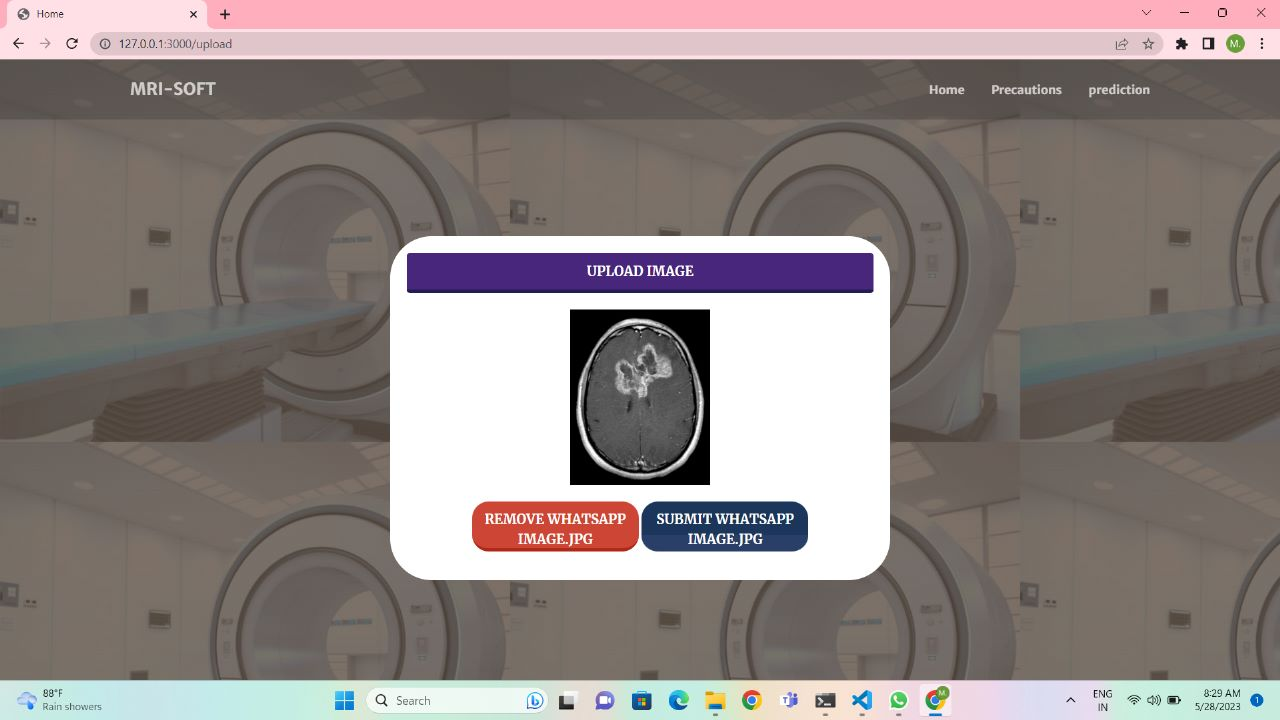 Home
127.0.0.1:3000/upload
M.
MRI-SOFT
Home
Precautions
prediction
UPLOAD IMAGE
REMOVE WHATSAPP
IMAGE.JPG
SUBMIT WHATSAPP
IMAGE.JPG
88°F
Rain showers
Search
M
ENG
IN
8:29 AM
5/28/2023
1